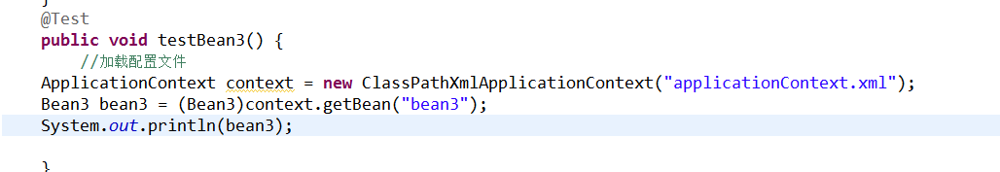 }
@Test
public void testBean3() {
//加载配置文件
ApplicationContext context = new ClassPathXmlApplicationContext("applicationContext.xml");
Bean3 bean3 = (Bean3)context.getBean("bean3");
System.out.println(bean3);
}